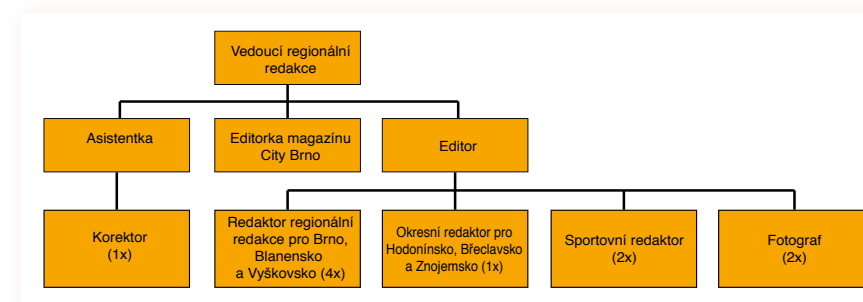 Vedoucí regionální
redakce
Asistentka
Editorka magazínu
City Brno
Editor
Korektor
(1x)
Redaktor regionální
redakce pro Brno,
Blanensko
a Vyškovsko (4x)
Okresní redaktor pro
Hodonínsko, Břeclavsko
a Znojemsko (1x)
Sportovní redaktor
(2x)
Fotograf
(2x)